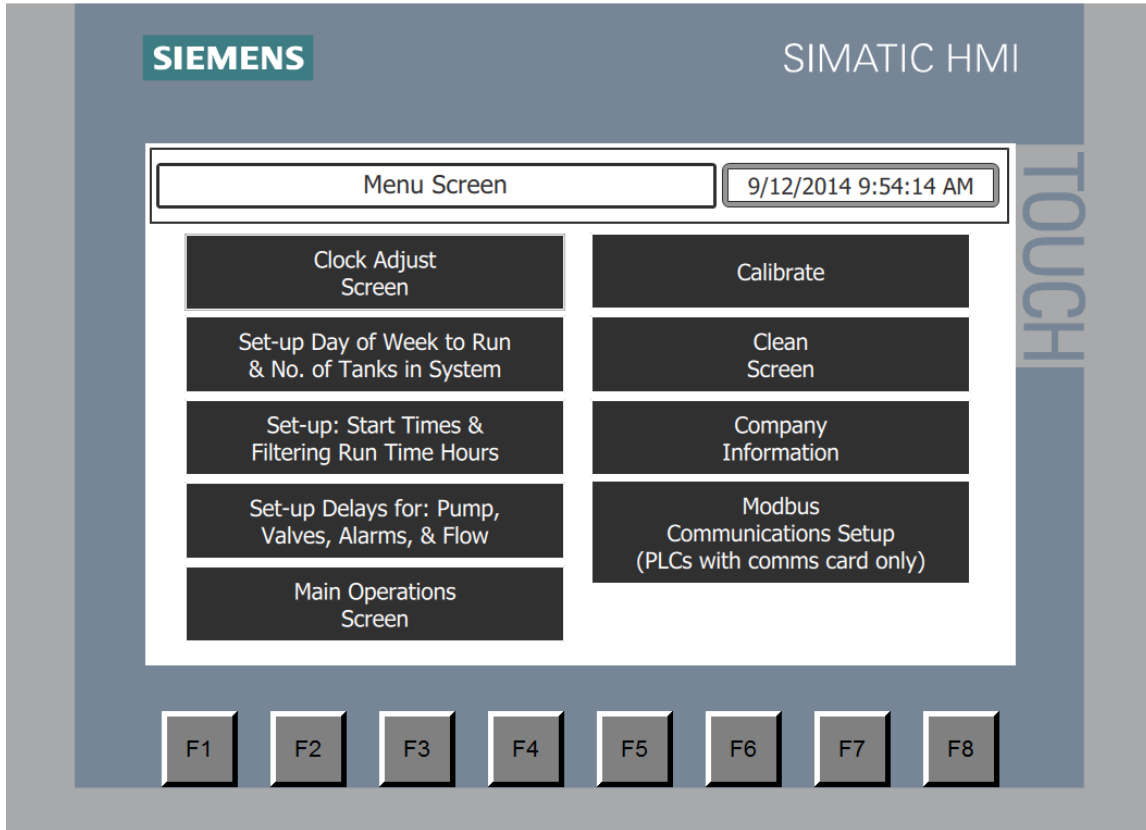 SIEMENS
SIMATIC HMI
TOUCH
Menu Screen
9/12/2014 9:54:14 AM
Clock Adjust
Screen
Set-up Day of Week to Run
& No. of Tanks in System
Set-up: Start Times &
Filtering Run Time Hours
Set-up Delays for: Pump,
Valves, Alarms, & Flow
Main Operations
Screen
Calibrate
Clean
Screen
Company
Information
Modbus
Communications Setup
(PLCs with comms card only)
F1
F2
F3
F4
F5
F6
F7
F8